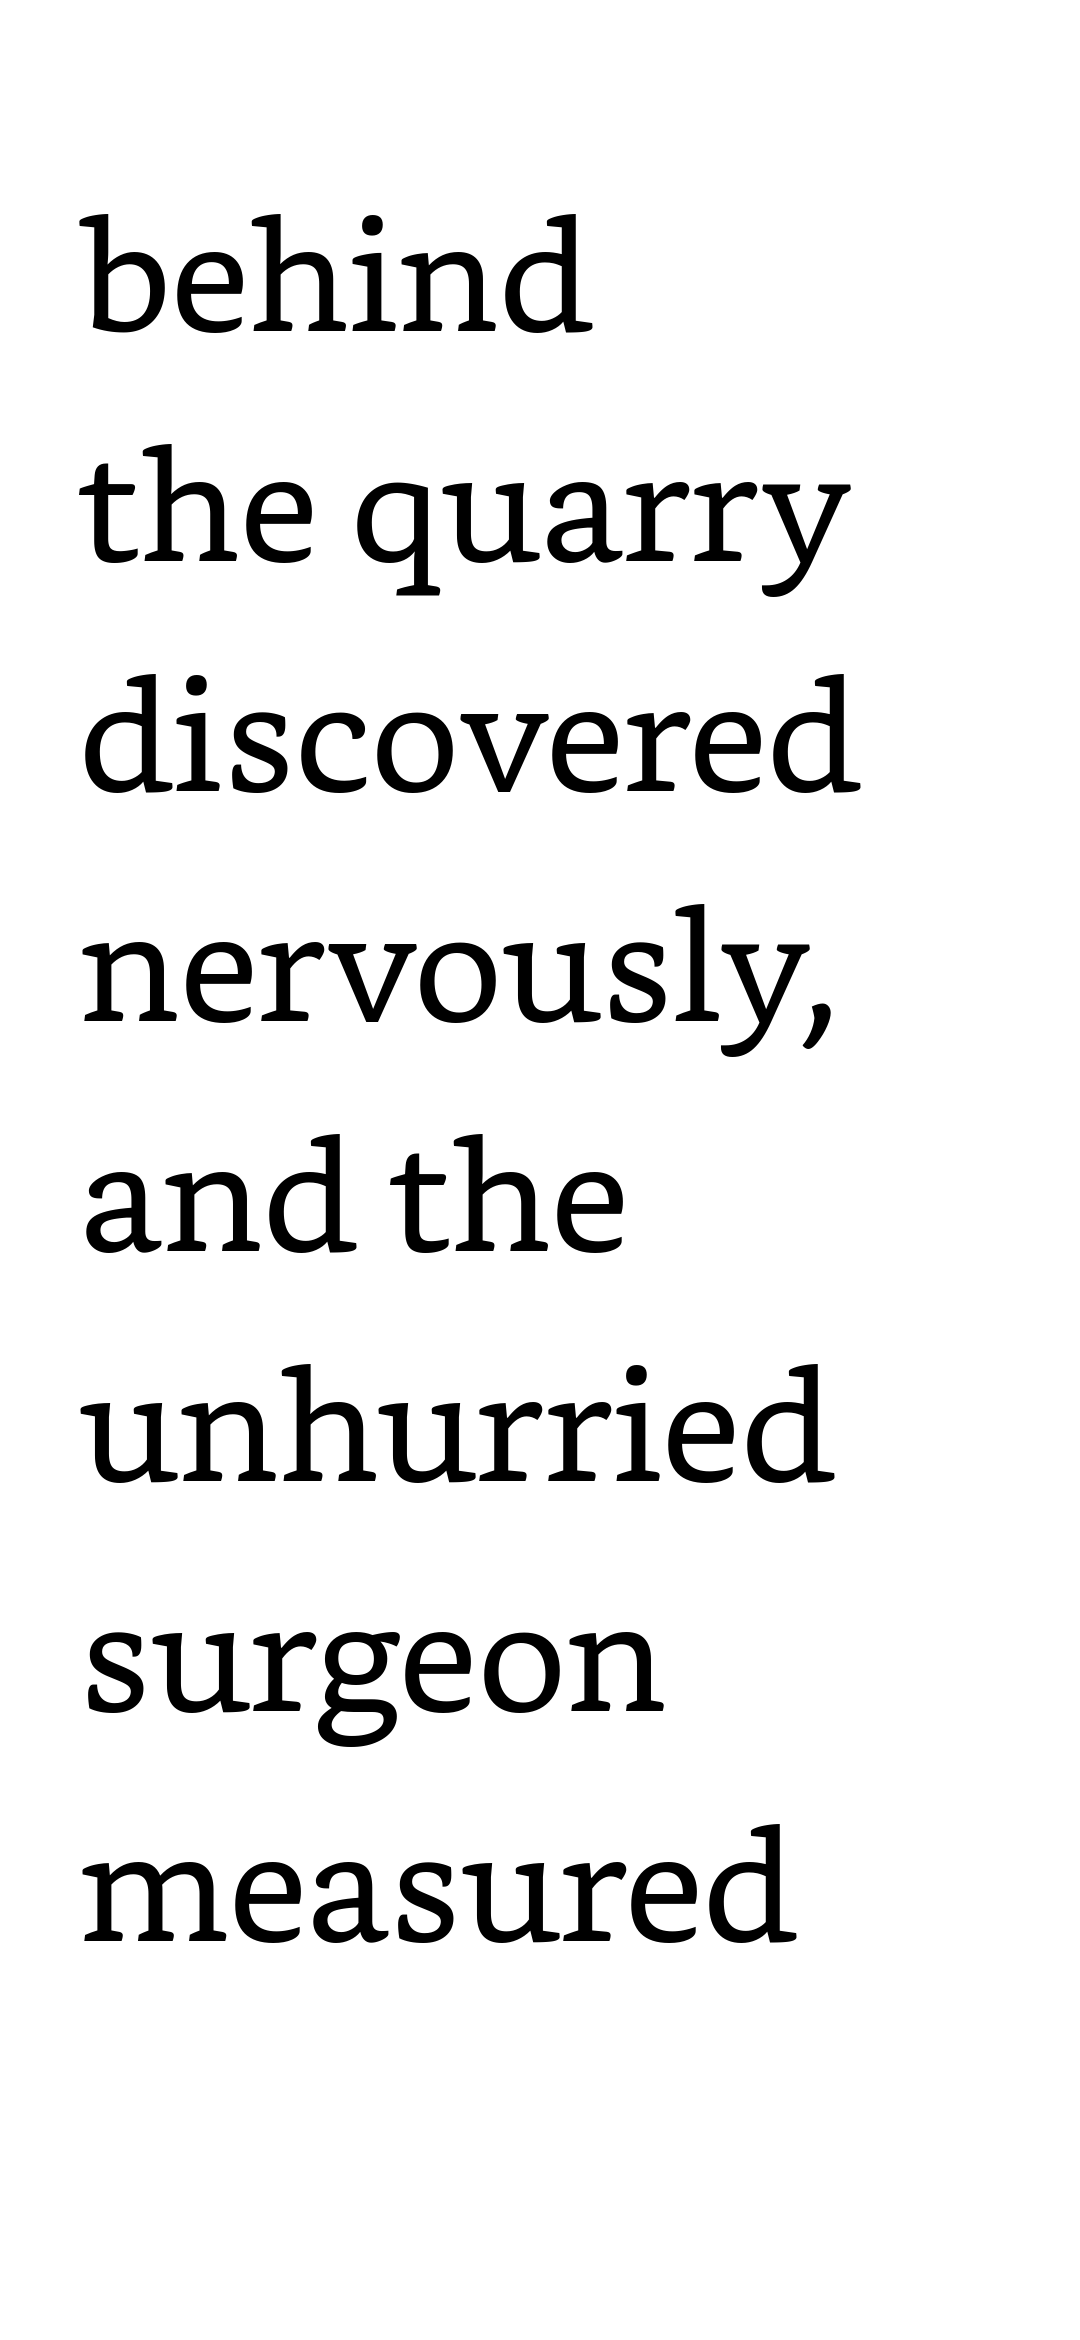 behind
the quarry
discovered
nervously,
and the
unhurried
surgeon
measured